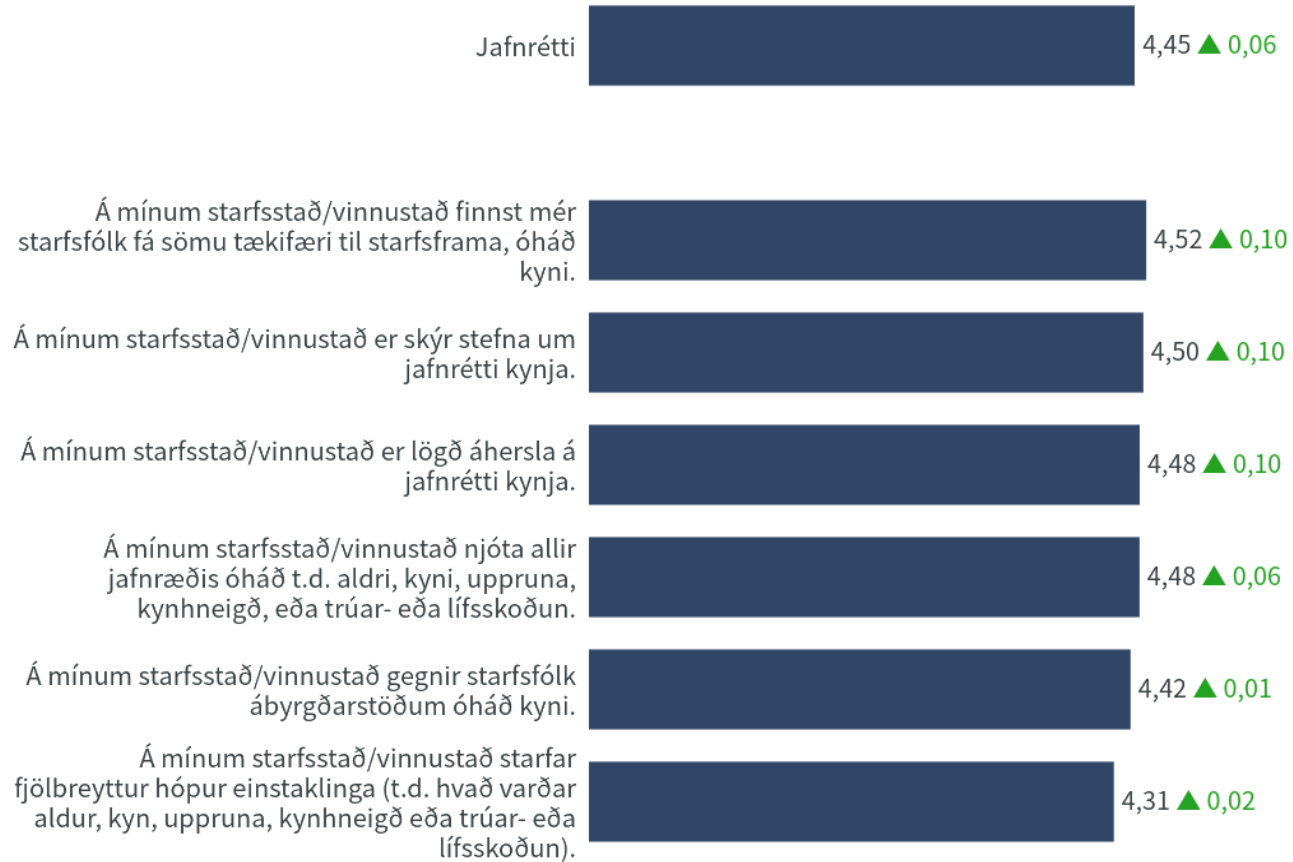 Jafnrétti
4,45 ▲ 0,06
Á mínum starfsstað/vinnustað finnst mér
starfsfólk fá sömu tækifæri til starfsframa, óháð
kyni.
4,52 ▲ 0,10
Á mínum starfsstað/vinnustað er skýr stefna um
jafnrétti kynja.
4,50 ▲ 0,10
Á mínum starfsstað/vinnustað er lögð áhersla á
jafnrétti kynja.
4,48 ▲ 0,10
Á mínum starfsstað/vinnustað njóta allir
jafnræðis óháð t.d. aldri, kyni, uppruna,
kynhneigð, eða trúar- eða lífsskoðun.
4,48 ▲ 0,06
Á mínum starfsstað/vinnustað gegnir starfsfólk
ábyrgðarstöðum óháð kyni.
4,42 ▲ 0,01
Á mínum starfsstað/vinnustað starfar
fjölbreyttur hópur einstaklinga (t.d. hvað varðar
aldur, kyn, uppruna, kynhneigð eða trúar- eða
lífsskoðun).
4,31 ▲ 0,02